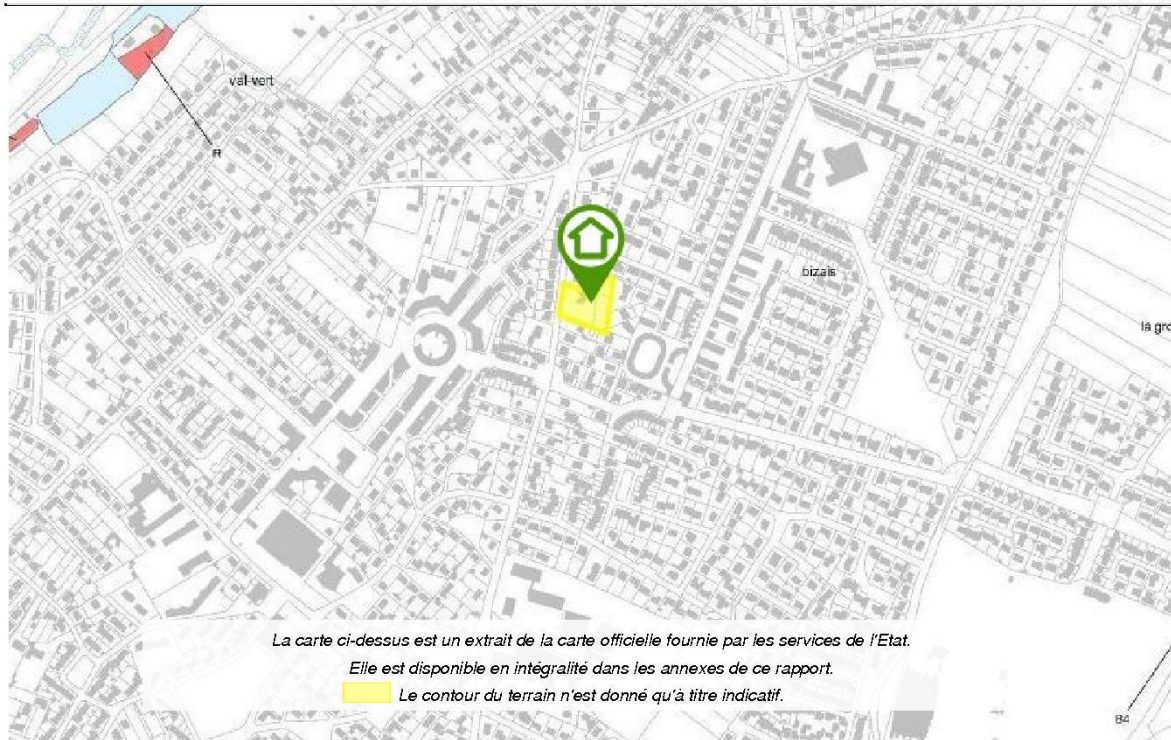 val-vert
R
bizais
la gro
La carte ci-dessus est un extrait de la carte officielle fournie par les services de l'Etat.
Elle est disponible en intégralité dans les annexes de ce rapport.
Le contour du terrain n'est donné qu'à titre indicatif.
B4